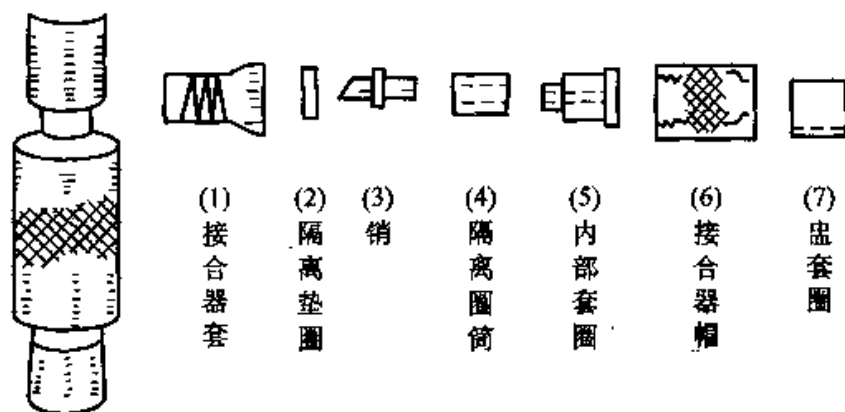 (1)接合器套
(2)隔离垫圈
(3)销
(4)隔离圈筒
(5)内部套圈
(6)接合器帽
(7)盅套圈